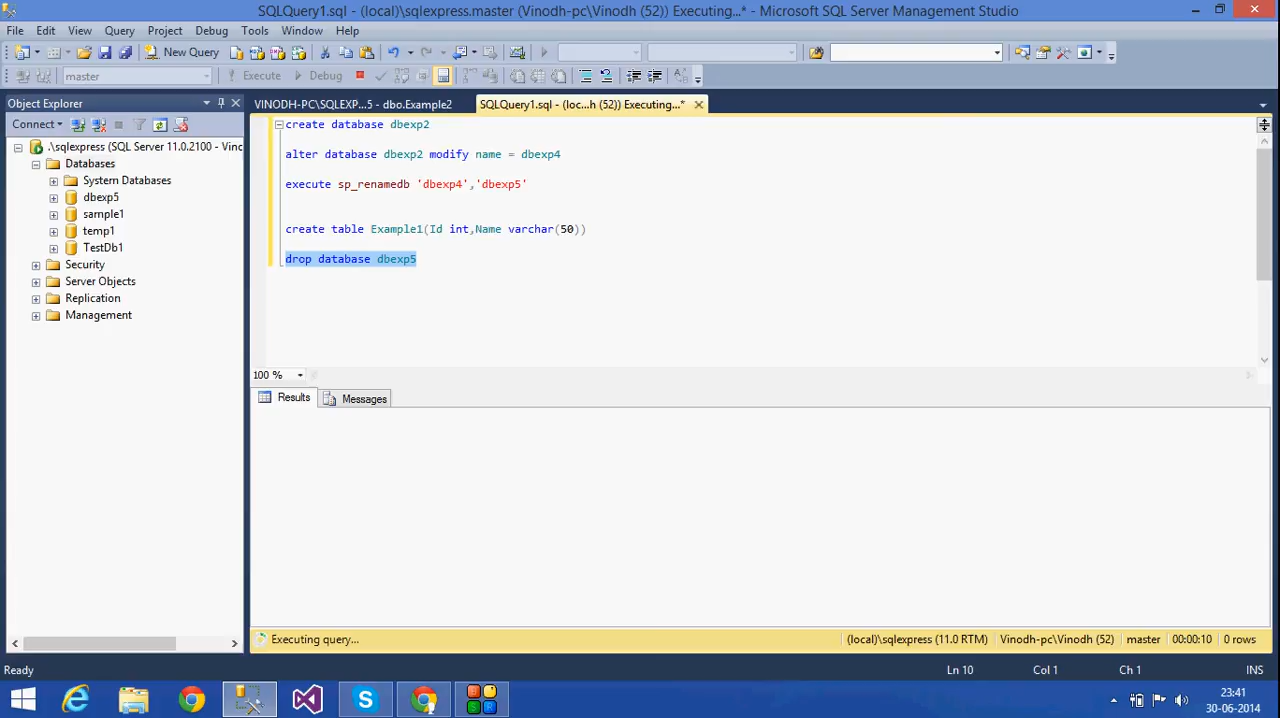 SQLQuery1.sql - (local)\sqlexpress.master (Vinodh-pc\Vinodh (52)) Executing...* - Microsoft SQL Server Management Studio
File Edit View Query Project Debug Tools Window Help
New Query
master Execute Debug
Object Explorer
VINODH-PC\SQLEXP...5 - dbo.Example2 SQLQuery1.sql - (loc...h (52)) Executing...*
Connect
.\sqlexpress (SQL Server 11.0.2100 - Vinc
Databases
System Databases
dbexp5
sample1
temp1
TestDb1
Security
Server Objects
Replication
Management
create database dbexp2
alter database dbexp2 modify name = dbexp4
execute sp_renamedb 'dbexp4','dbexp5'
create table Example1(Id int,Name varchar(50))
drop database dbexp5
100 %
Results Messages
Executing query... (local)\sqlexpress (11.0 RTM) Vinodh-pc\Vinodh (52) master 00:00:10 0 rows
Ready Ln 10 Col 1 Ch 1 INS
23:41
30-06-2014